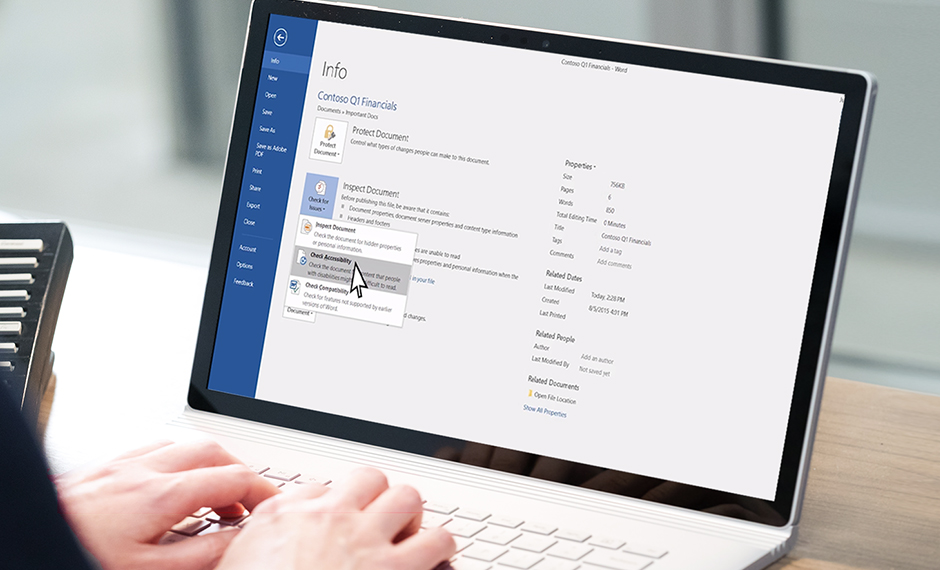 Contoso Q1 Financials - Word
Info
New
Open
Save
Save As
Save as Adobe
PDF
Print
Share
Export
Close
Account
Options
Feedback
Info
Contoso Q1 Financials
Documents » Important Docs
Protect
Document
Protect Document
Control what types of changes people can make to this document.
Check for
Issues
Inspect Document
Before publishing this file, be aware that it contains:
Document properties, document server properties and content type information
Headers and footers
Inspect Document
Check the document for hidden properties
or personal information.
Check Accessibility
Check the document content that people
with disabilities might difficult to read.
Check Compatibility
Check for features not supported by earlier
versions of Word.
are unable to read
properties and personal information when the
in your file
Document
changes.
Properties
Size 756KB
Pages 6
Words 850
Total Editing Time 0 Minutes
Title Contoso Q1 Financials
Tags Add a tag
Comments Add comments
Related Dates
Last Modified Today, 2:28 PM
Created 8/5/2015 4:01 PM
Last Printed
Related People
Author Add an author
Last Modified By Not saved yet
Related Documents
Open File Location
Show All Properties